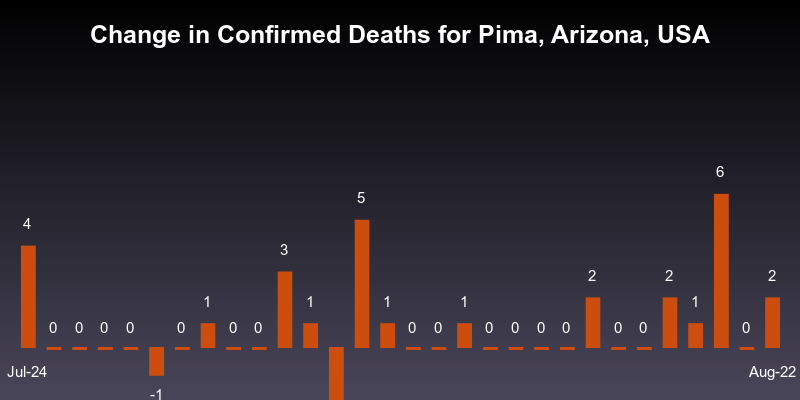 Change in Confirmed Deaths for Pima, Arizona, USA
6
5
4
3
2 2 2
1 1 1 1 1
0 0 0 0 0 0 0 0 0 0 0 0 0 0 0 0
Jul-24 Aug-22
-1